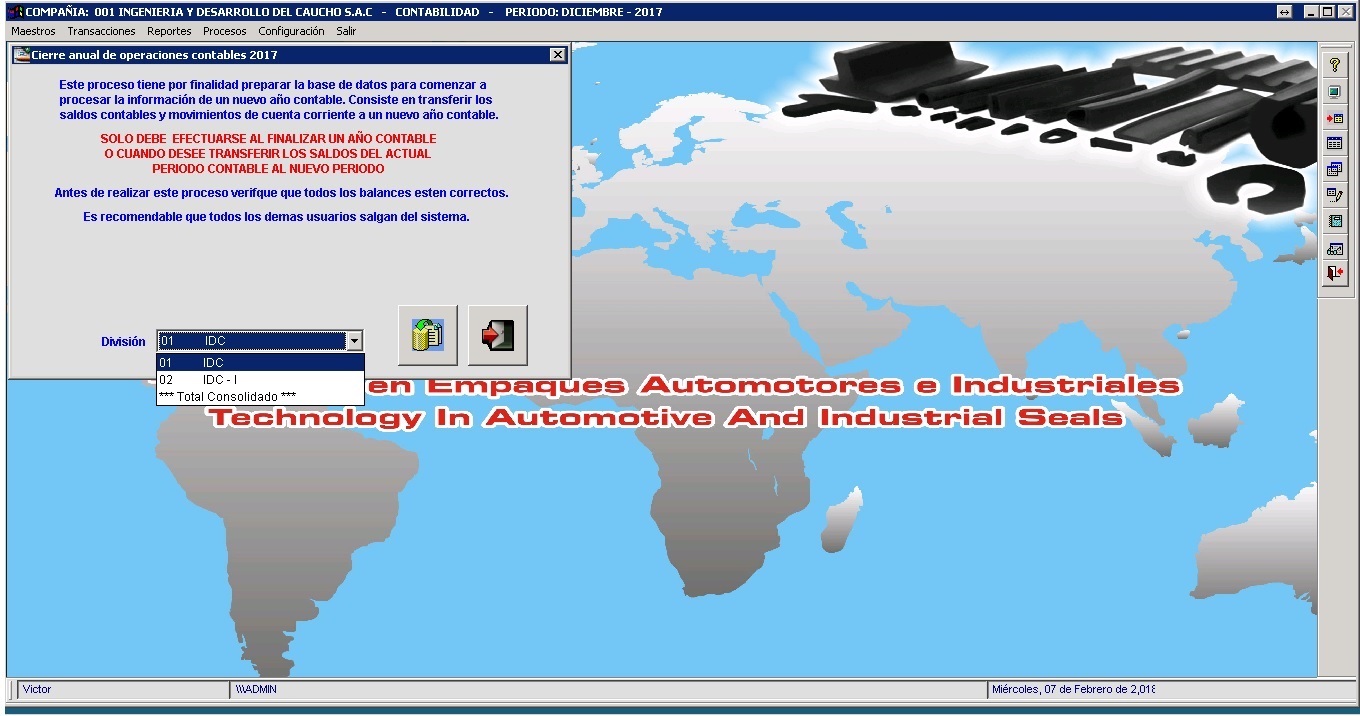 COMPAÑIA: 001 INGENIERIA Y DESARROLLO DEL CAUCHO S.A.C - CONTABILIDAD - PERIODO: DICIEMBRE - 2017
Maestros Transacciones Reportes Procesos Configuración Salir
Cierre anual de operaciones contables 2017
Este proceso tiene por finalidad preparar la base de datos para comenzar a
procesar la información de un nuevo año contable. Consiste en transferir los
saldos contables y movimientos de cuenta corriente a un nuevo año contable.
SOLO DEBE EFECTUARSE AL FINALIZAR UN AÑO CONTABLE
O CUANDO DESEE TRANSFERIR LOS SALDOS DEL ACTUAL
PERIODO CONTABLE AL NUEVO PERIODO
Antes de realizar este proceso verifque que todos los balances esten correctos.
Es recomendable que todos los demas usuarios salgan del sistema.
División 01 IDC
01 IDC
02 IDC - I
*** Total Consolidado ***
en Empaques Automotores e Industriales
Technology In Automotive And Industrial Seals
Victor \\\ADMIN Miércoles, 07 de Febrero de 2,018